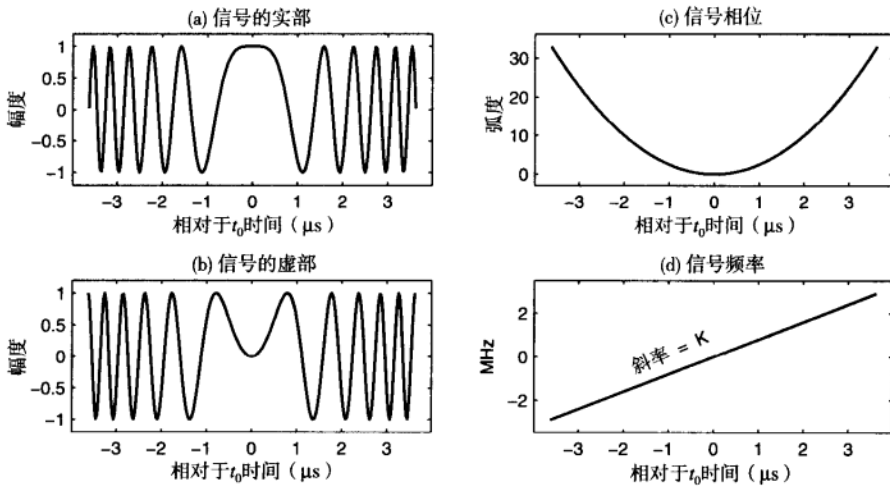 (a) 信号的实部
幅度
1
0.5
0
−0.5
−1
−3 −2 −1 0 1 2 3
相对于t₀时间（μs）
(c) 信号相位
弧度
30
20
10
0
−3 −2 −1 0 1 2 3
相对于t₀时间（μs）
(b) 信号的虚部
幅度
1
0.5
0
−0.5
−1
−3 −2 −1 0 1 2 3
相对于t₀时间（μs）
(d) 信号频率
MHz
2
0
−2
斜率 = K
−3 −2 −1 0 1 2 3
相对于t₀时间（μs）